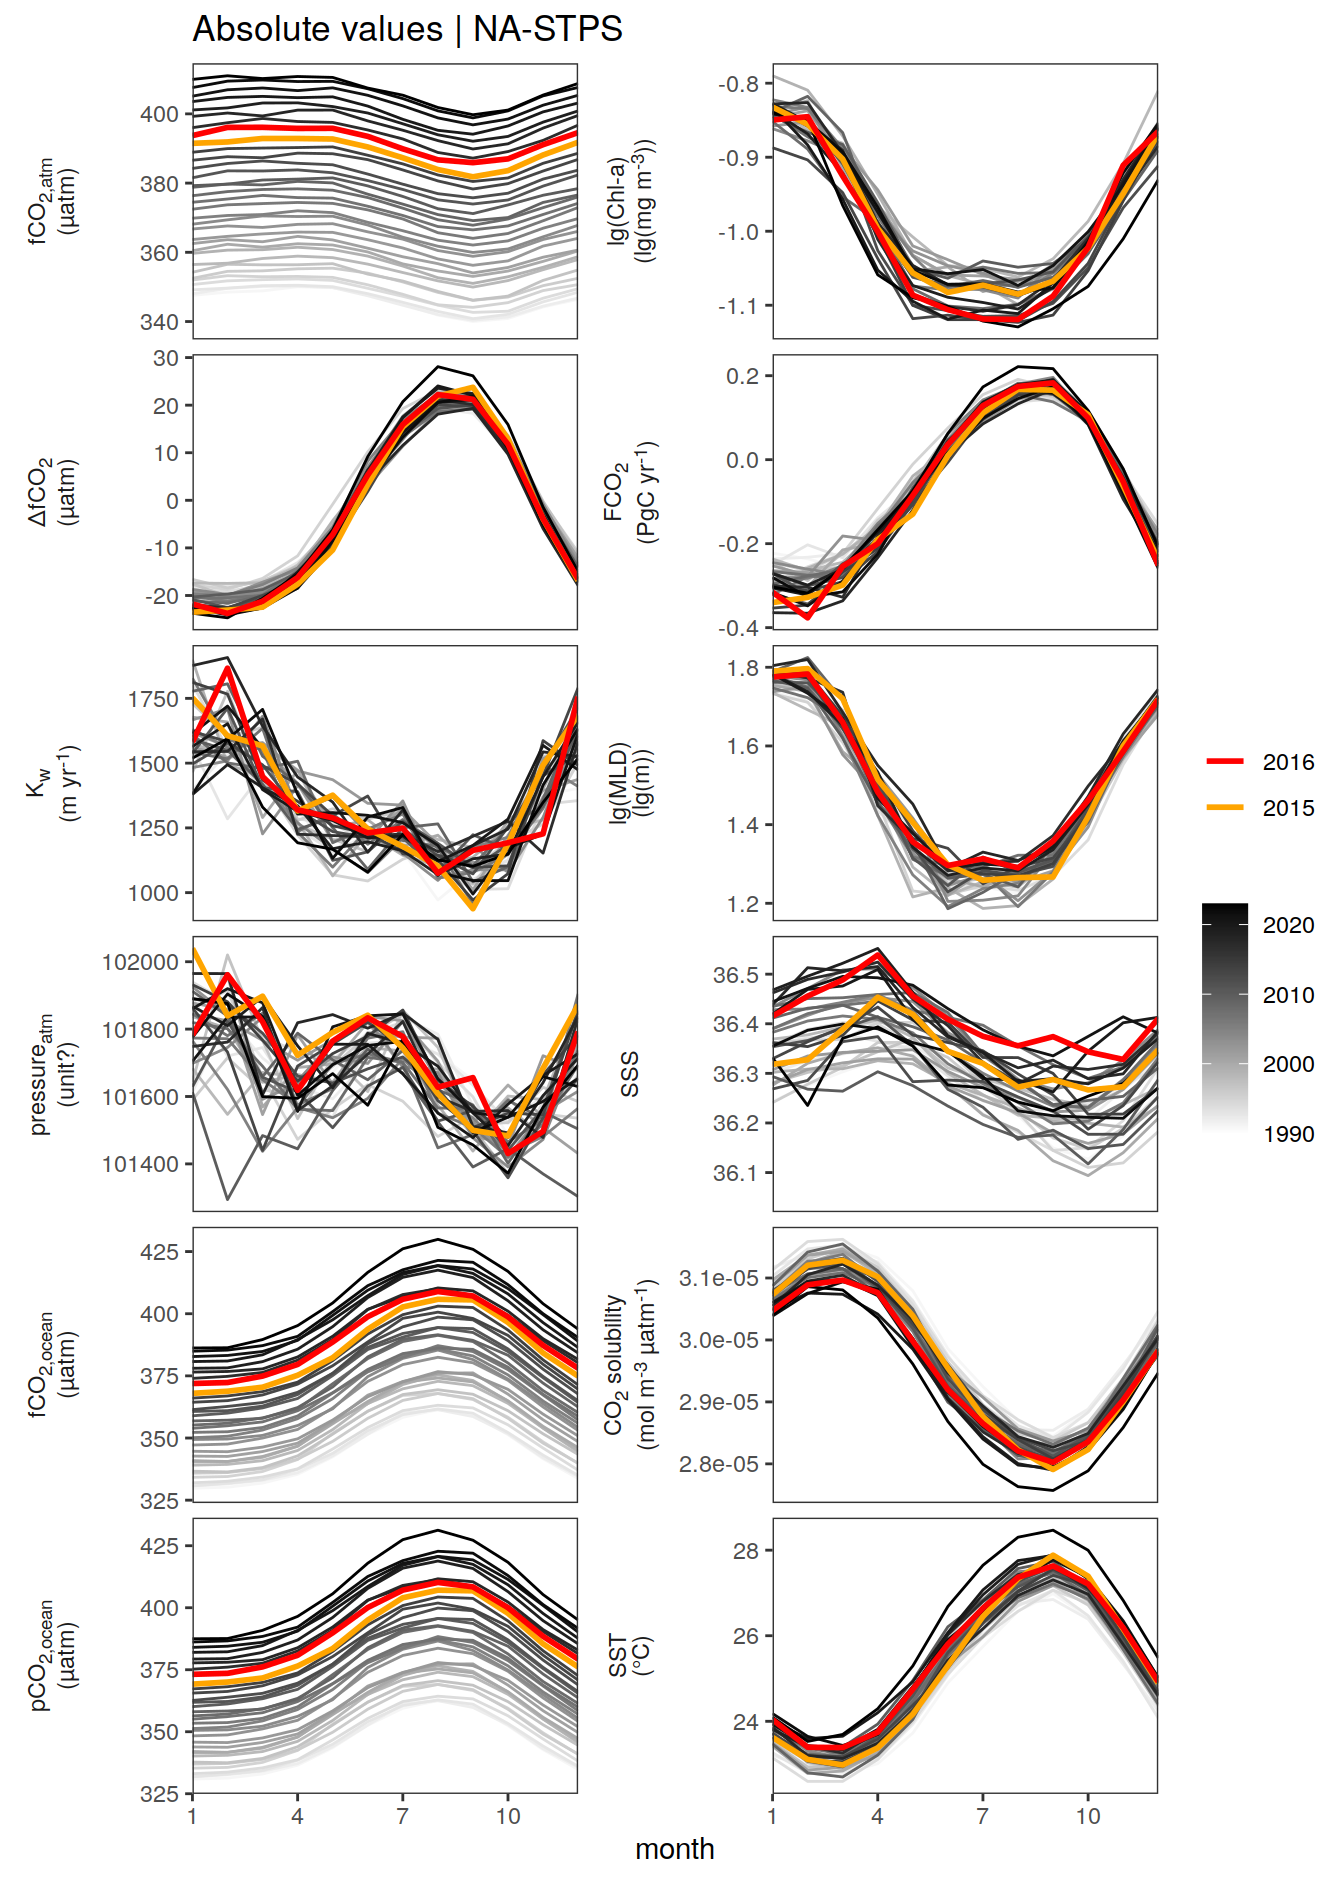 Absolute values | NA-STPS
fCO2,atm
(µatm)
400
380
360
340
lg(Chl-a)
(lg(mg m-3))
-0.8
-0.9
-1.0
-1.1
ΔfCO2
(µatm)
30
20
10
0
-10
-20
FCO2
(PgC yr-1)
0.2
0.0
-0.2
-0.4
Kw
(m yr-1)
1750
1500
1250
1000
lg(MLD)
(lg(m))
1.8
1.6
1.4
1.2
pressureatm
(unit?)
102000
101800
101600
101400
SSS
36.5
36.4
36.3
36.2
36.1
fCO2,ocean
(µatm)
425
400
375
350
325
CO2 solubility
(mol m-3 µatm-1)
3.1e-05
3.0e-05
2.9e-05
2.8e-05
pCO2,ocean
(µatm)
425
400
375
350
325
SST
(°C)
28
26
24
1 4 7 10
1 4 7 10
month
2016
2015
2020
2010
2000
1990